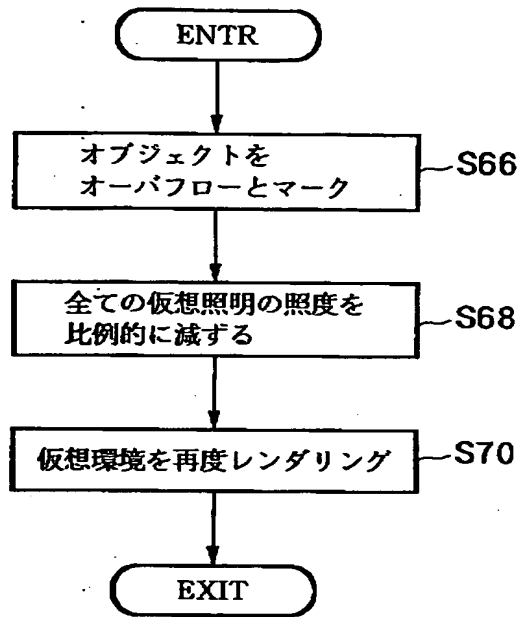 ENTR
オブジェクトを
オーバフローとマーク
S66
全ての仮想照明の照度を
比例的に減ずる
S68
仮想環境を再度レンダリング
S70
EXIT